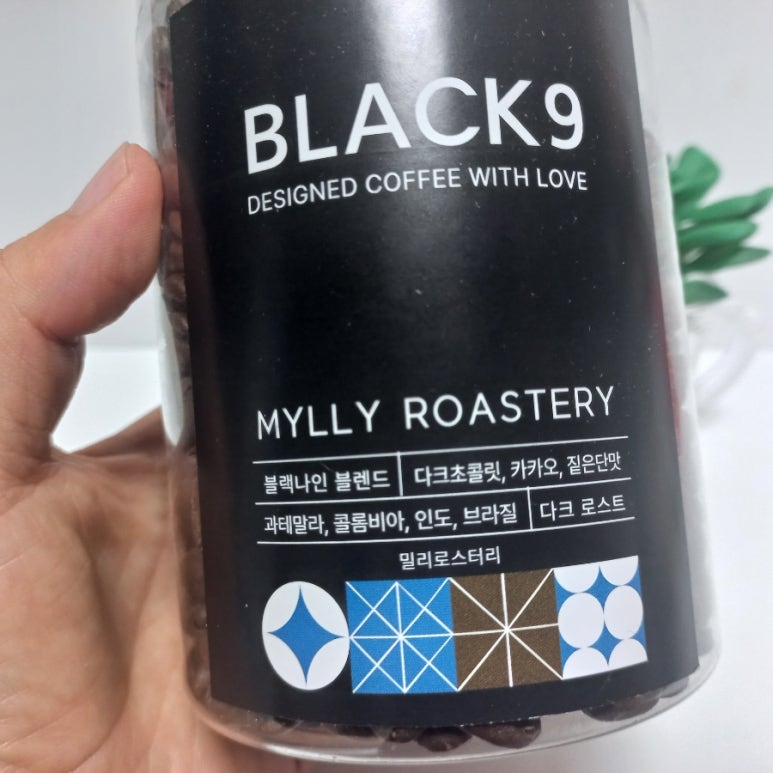 BLACK9
DESIGNED COFFEE WITH LOVE
MYLLY ROASTERY
블랙나인 블렌드 다크초콜릿, 카카오, 짙은단맛
과테말라, 콜롬비아, 인도, 브라질 다크 로스트
밀리로스터리